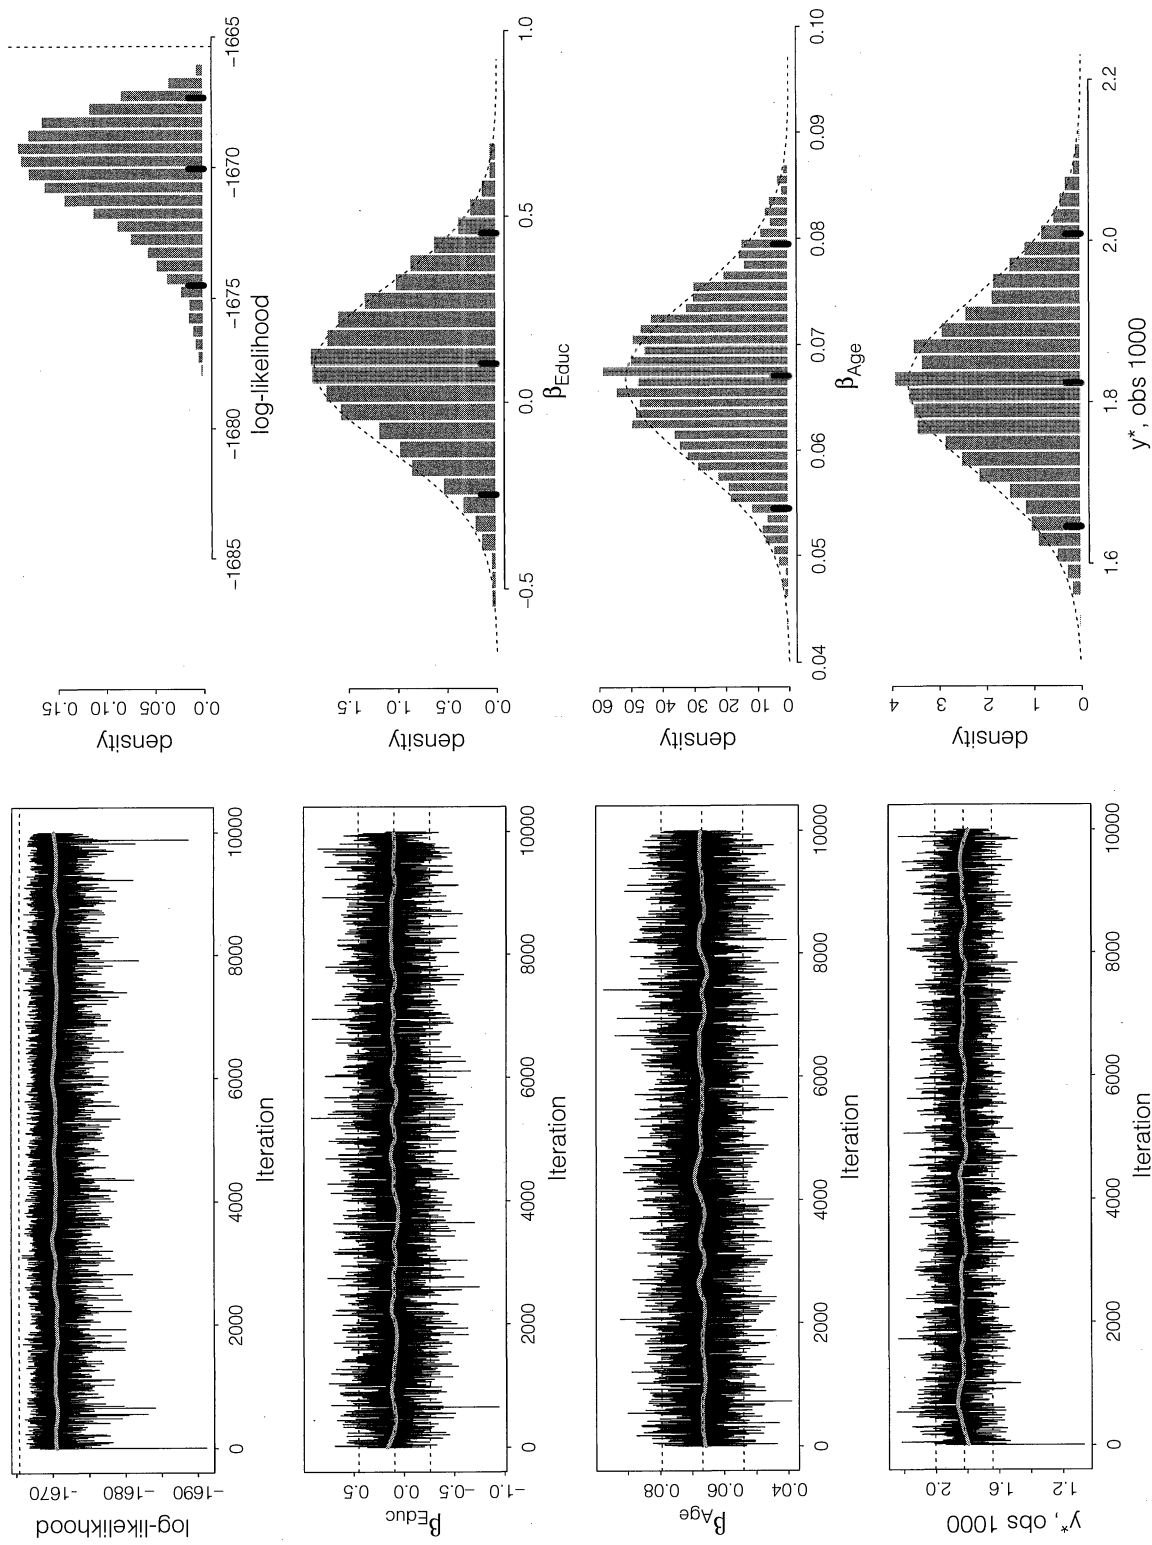 log-likelihood
−1670
−1680
−1690
0 2000 4000 6000 8000 10000
Iteration
density
0.15
0.10
0.05
0.0
−1685 −1680 −1675 −1670 −1665
log-likelihood
βEduc
0.5
0.0
−0.5
−1.0
0 2000 4000 6000 8000 10000
Iteration
density
1.5
1.0
0.5
0.0
−0.5 0.0 0.5 1.0
βEduc
βAge
0.08
0.06
0.04
0 2000 4000 6000 8000 10000
Iteration
density
60
50
40
30
20
10
0
0.04 0.05 0.06 0.07 0.08 0.09 0.10
βAge
y*, obs 1000
2.0
1.6
1.2
0 2000 4000 6000 8000 10000
Iteration
density
4
3
2
1
0
1.6 1.8 2.0 2.2
y*, obs 1000